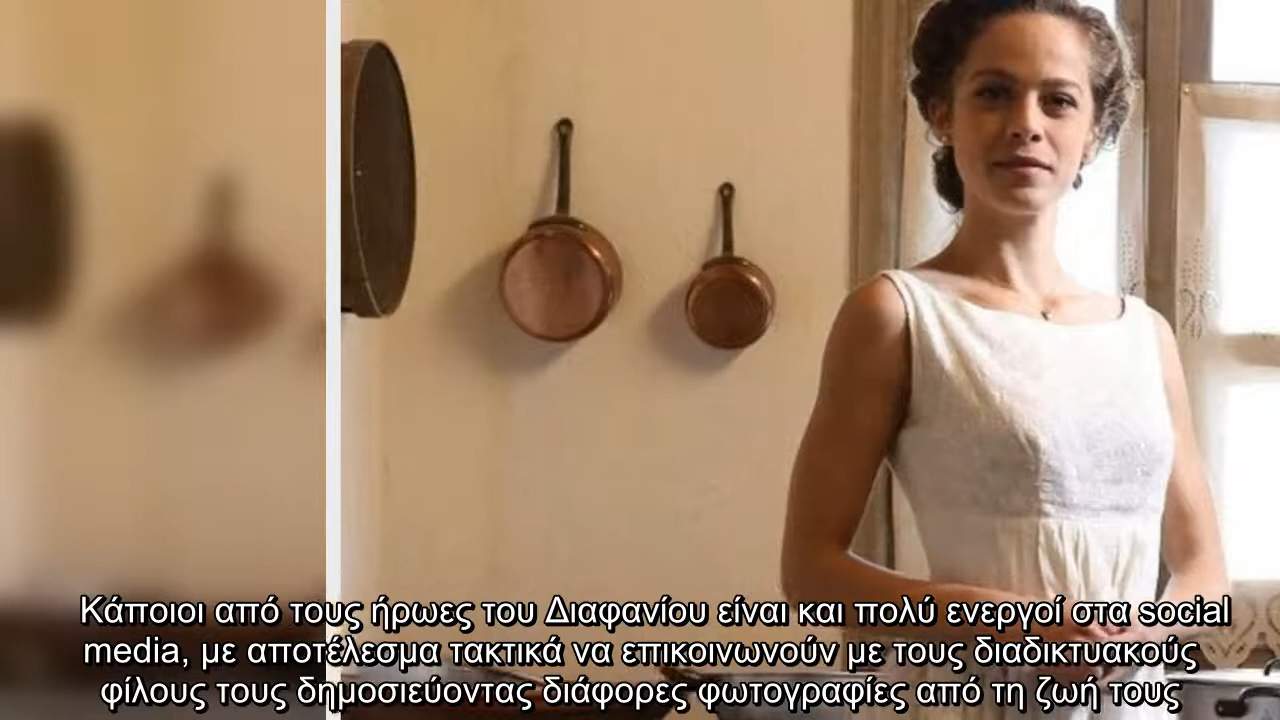 Κάποιοι από τους ήρωες του Διαφανίου είναι και πολύ ενεργοί στα social
media, με αποτέλεσμα τακτικά να επικοινωνούν με τους διαδικτυακούς
φίλους τους δημοσιεύοντας διάφορες φωτογραφίες από τη ζωή τους